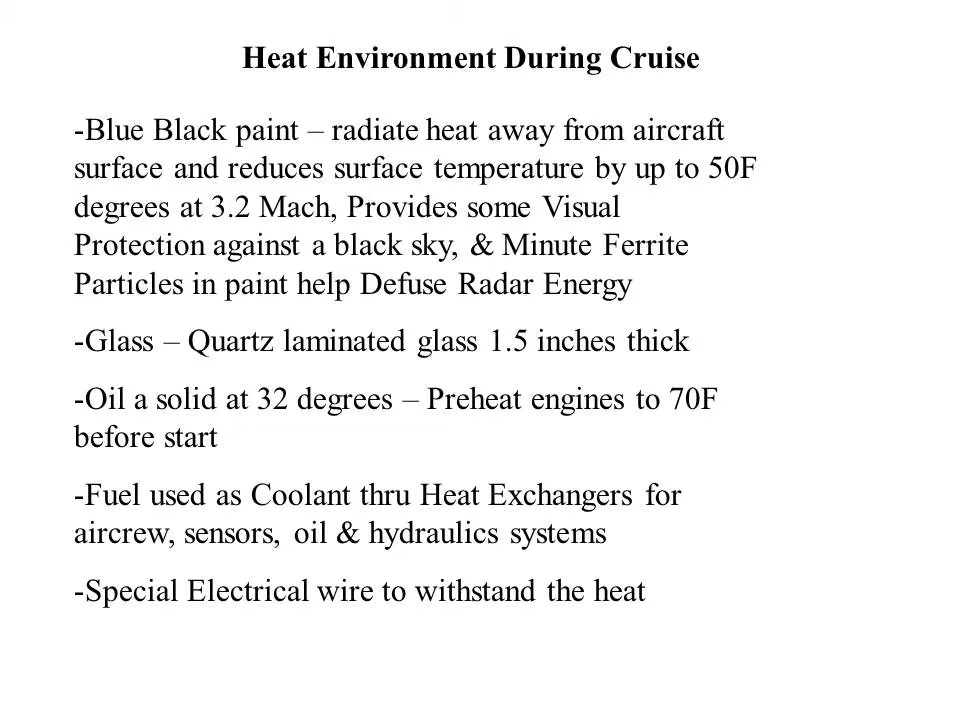 Heat Environment During Cruise
-Blue Black paint – radiate heat away from aircraft
surface and reduces surface temperature by up to 50F
degrees at 3.2 Mach, Provides some Visual
Protection against a black sky, & Minute Ferrite
Particles in paint help Defuse Radar Energy
-Glass – Quartz laminated glass 1.5 inches thick
-Oil a solid at 32 degrees – Preheat engines to 70F
before start
-Fuel used as Coolant thru Heat Exchangers for
aircrew, sensors, oil & hydraulics systems
-Special Electrical wire to withstand the heat